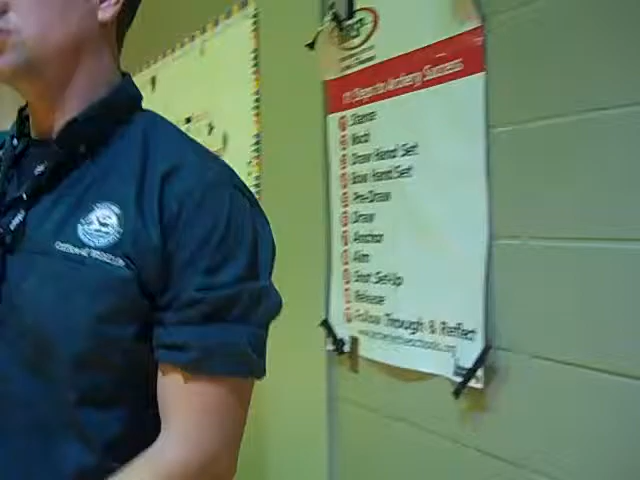 11 Steps to Archery Success
Stance
Nock
Draw Hand Set
Bow Hand Set
Pre-Draw
Draw
Anchor
Aim
Shot Set-Up
Release
Follow Through & Reflect